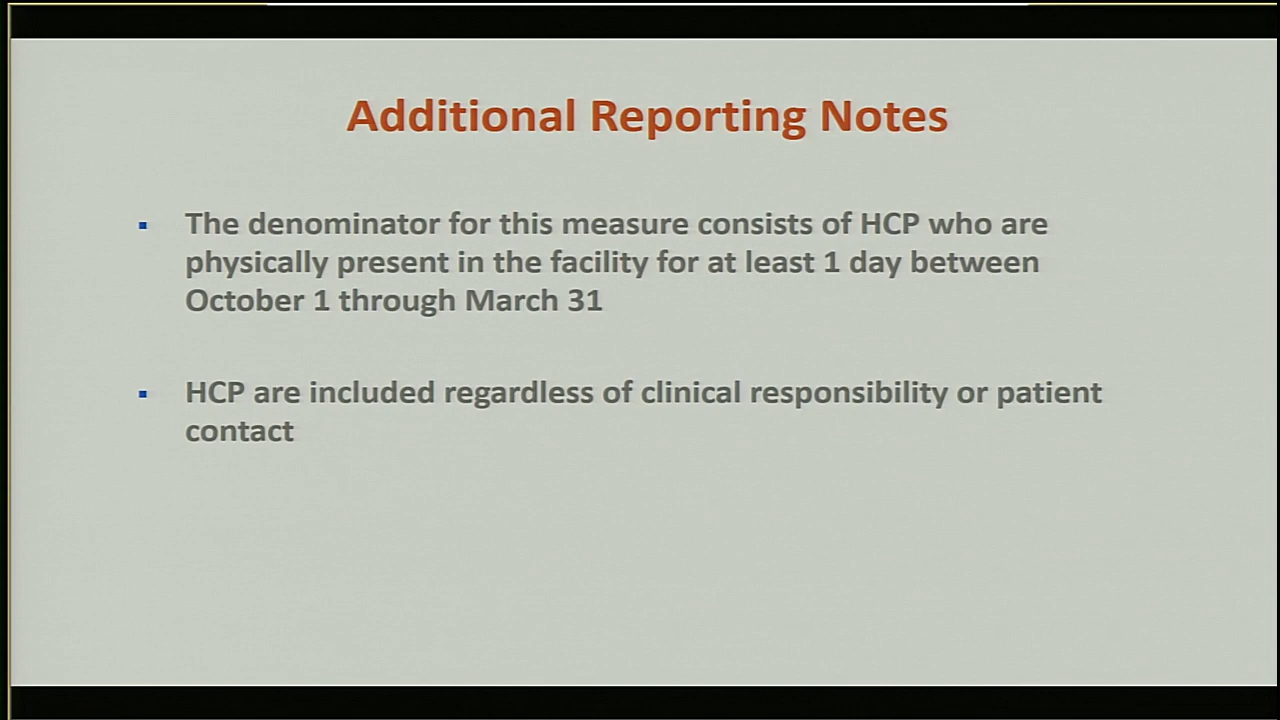 Additional Reporting Notes
▪ The denominator for this measure consists of HCP who are
physically present in the facility for at least 1 day between
October 1 through March 31
▪ HCP are included regardless of clinical responsibility or patient
contact